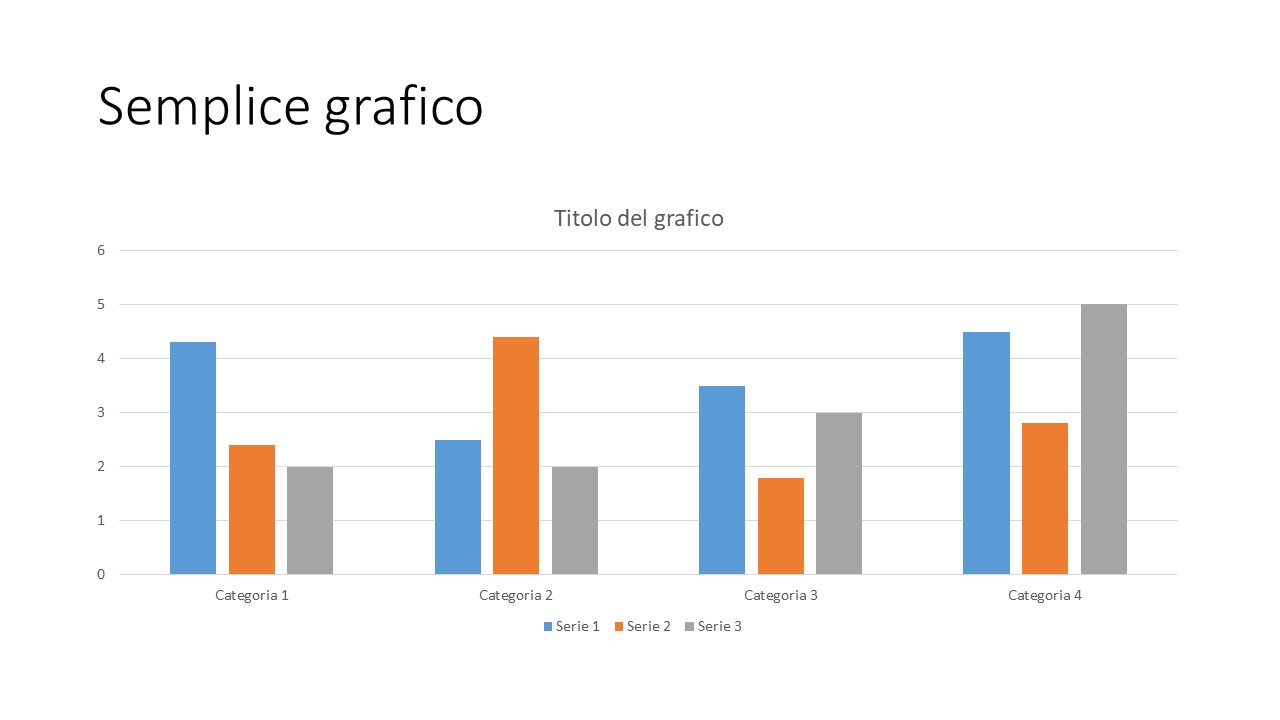 Semplice grafico
Titolo del grafico
6
5
4
3
2
1
0
Categoria 1 Categoria 2 Categoria 3 Categoria 4
Serie 1 Serie 2 Serie 3